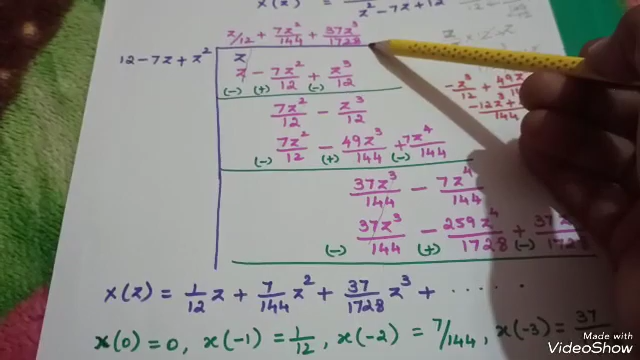 X(z) =
z² - 7z + 12
z/12 + 7z²/144 + 37z³/1728
12 - 7z + z²
z
z - 7z²/12 + z³/12
(-) (+) (-)
7z²/12 - z³/12
7z²/12 - 49z³/144 + 7z⁴/144
(-) (+) (-)
37z³/144 - 7z⁴/144
37z³/144 - 259z⁴/1728 +
(-) (+) (-)
x(z) = 1/12 z + 7/144 z² + 37/1728 z³ + ......
x(0) = 0, x(-1) = 1/12, x(-2) = 7/144, x(-3) = 37
Made with
VideoShow